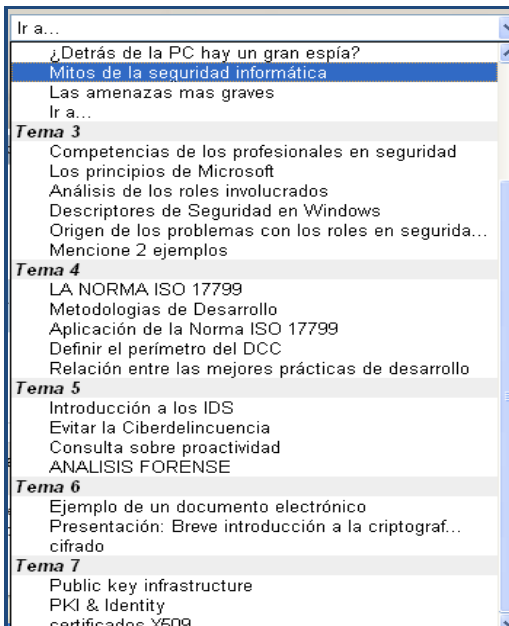 Ir a...
¿Detrás de la PC hay un gran espía?
Mitos de la seguridad informática
Las amenazas mas graves
Ir a...
Tema 3
Competencias de los profesionales en seguridad
Los principios de Microsoft
Análisis de los roles involucrados
Descriptores de Seguridad en Windows
Origen de los problemas con los roles en segurida...
Mencione 2 ejemplos
Tema 4
LA NORMA ISO 17799
Metodologias de Desarrollo
Aplicación de la Norma ISO 17799
Definir el perímetro del DCC
Relación entre las mejores prácticas de desarrollo
Tema 5
Introducción a los IDS
Evitar la Ciberdelincuencia
Consulta sobre proactividad
ANALISIS FORENSE
Tema 6
Ejemplo de un documento electrónico
Presentación: Breve introducción a la criptograf...
cifrado
Tema 7
Public key infrastructure
PKI & Identity
certificados X509